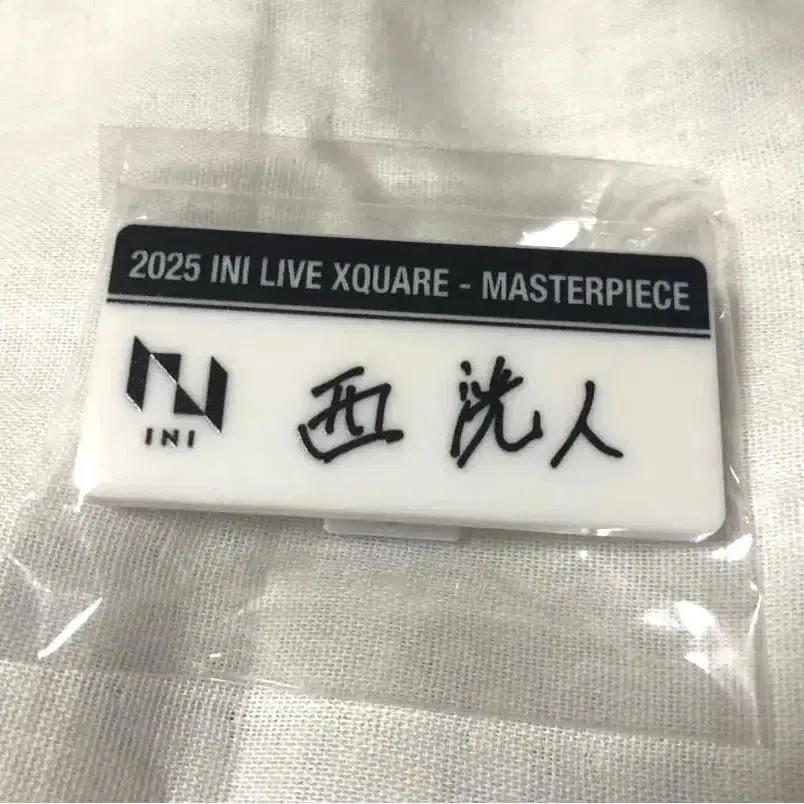 2025 INI LIVE XQUARE - MASTERPIECE
INI
西 洸人